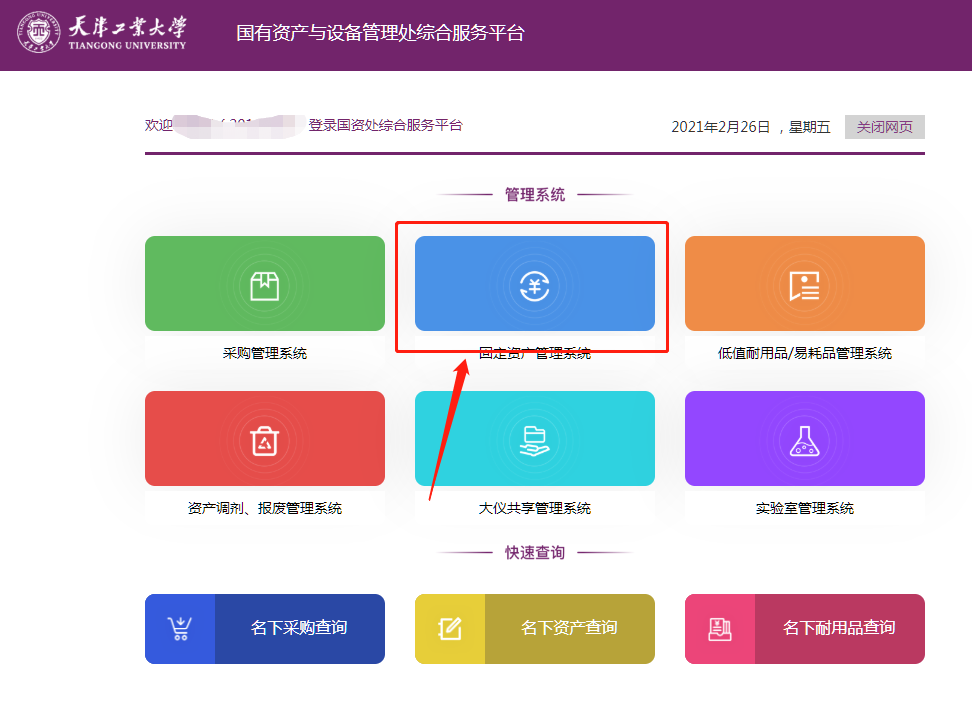 天津工业大学
TIANGONG UNIVERSITY
国有资产与设备管理处综合服务平台
欢迎 登录国资处综合服务平台
2021年2月26日 ，星期五
关闭网页
管理系统
采购管理系统
固定资产管理系统
低值耐用品/易耗品管理系统
资产调剂、报废管理系统
大仪共享管理系统
实验室管理系统
快速查询
名下采购查询
名下资产查询
名下耐用品查询